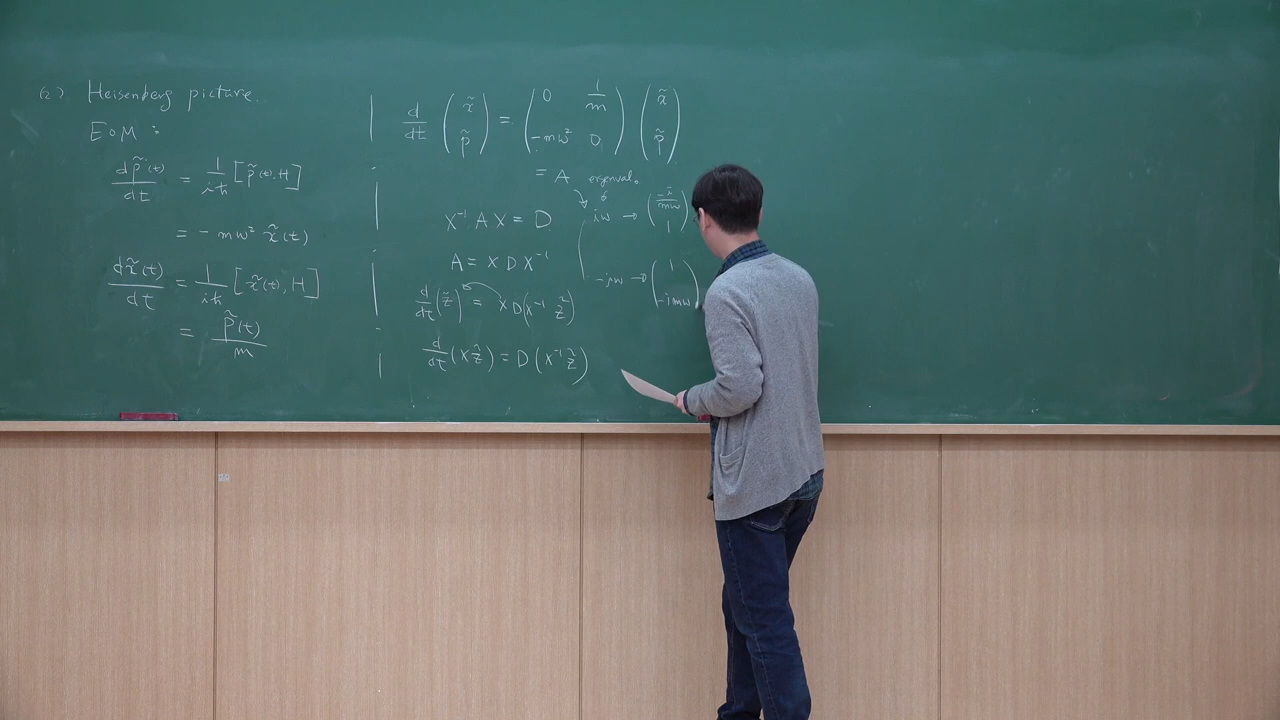 (2) Heisenberg picture.
EoM :
dp̃(t)/dt = 1/iħ [p̃(t), H]
= - mω² x̃(t)
dx̃(t)/dt = 1/iħ [x̃(t), H]
= p̃(t)/m
d/dt (x̃ p̃) = (0 1/m -mω² 0) (x̃ p̃)
= A eigenval.
iω → (-i/mω 1)
X⁻¹ A X = D
-iω → (1 -imω)
A = X D X⁻¹
d/dt (z̃) = X D (X⁻¹ z̃)
d/dt (X z̃) = D (X⁻¹ z̃)